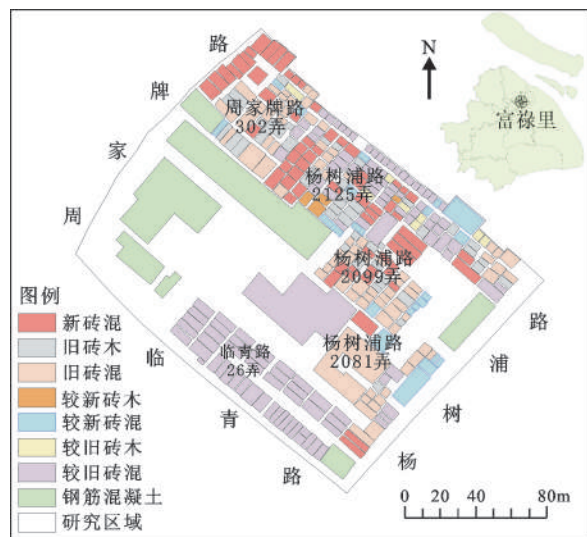 路
牌
家
周
N
富禄里
周家牌路
302弄
杨树浦路
2125弄
杨树浦路
2099弄
杨树浦路
2081弄
临青路
26弄
临
青
路
路
浦
树
杨
图例
新砖混
旧砖木
旧砖混
较新砖木
较新砖混
较旧砖木
较旧砖混
钢筋混凝土
研究区域
0 20 40 80m